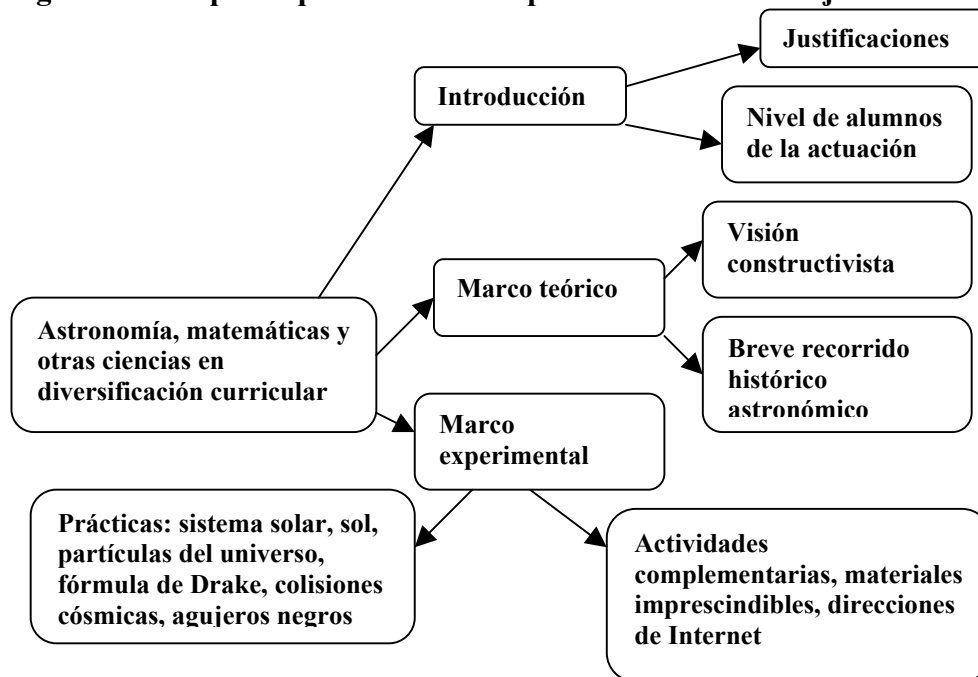 Justificaciones
Introducción
Nivel de alumnos
de la actuación
Visión
constructivista
Marco teórico
Astronomía, matemáticas y
otras ciencias en
diversificación curricular
Breve recorrido
histórico
astronómico
Marco
experimental
Prácticas: sistema solar, sol,
partículas del universo,
fórmula de Drake, colisiones
cósmicas, agujeros negros
Actividades
complementarias, materiales
imprescindibles, direcciones
de Internet